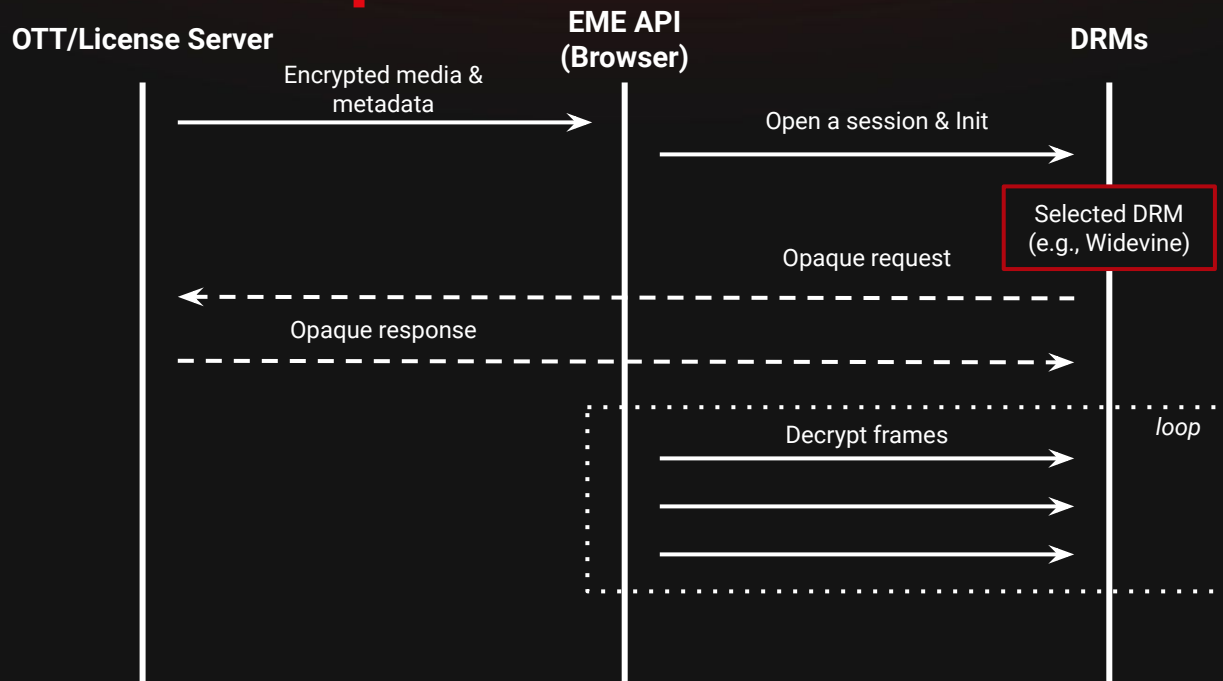 OTT/License Server
EME API
(Browser)
DRMs
Encrypted media &
metadata
Open a session & Init
Selected DRM
(e.g., Widevine)
Opaque request
Opaque response
loop
Decrypt frames